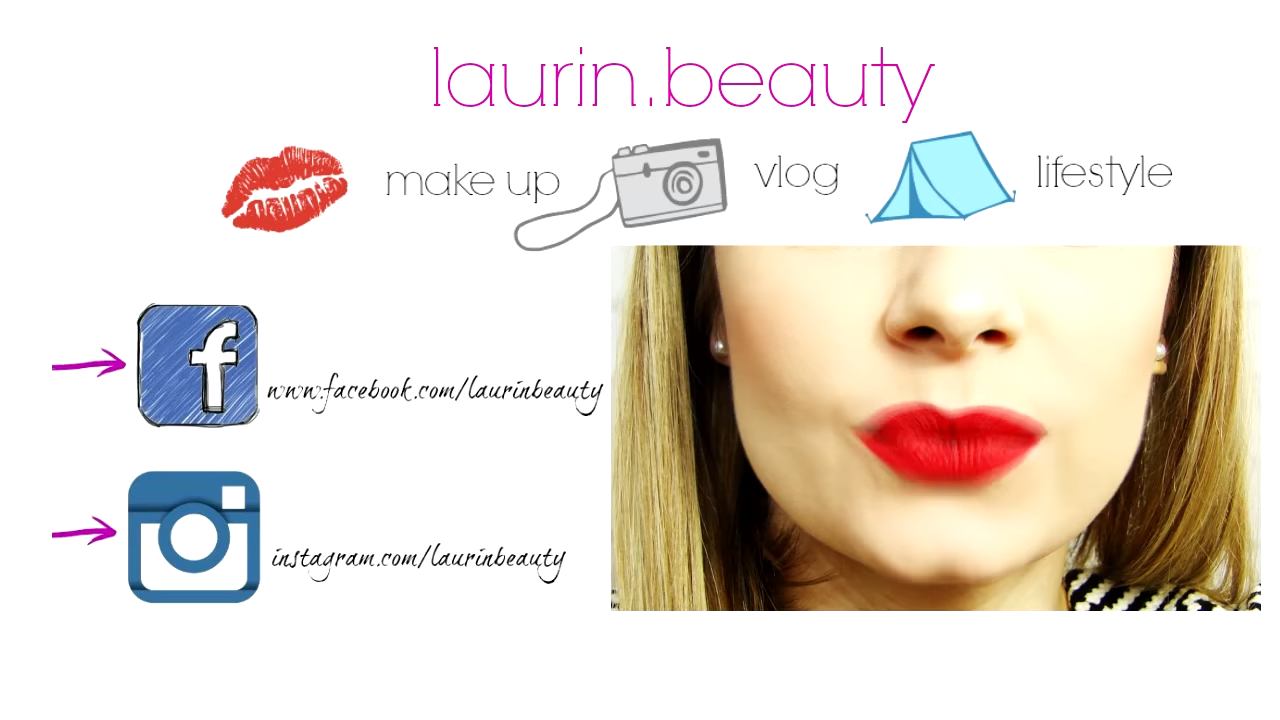 laurin.beauty
make up
vlog
lifestyle
www.facebook.com/laurinbeauty
instagram.com/laurinbeauty